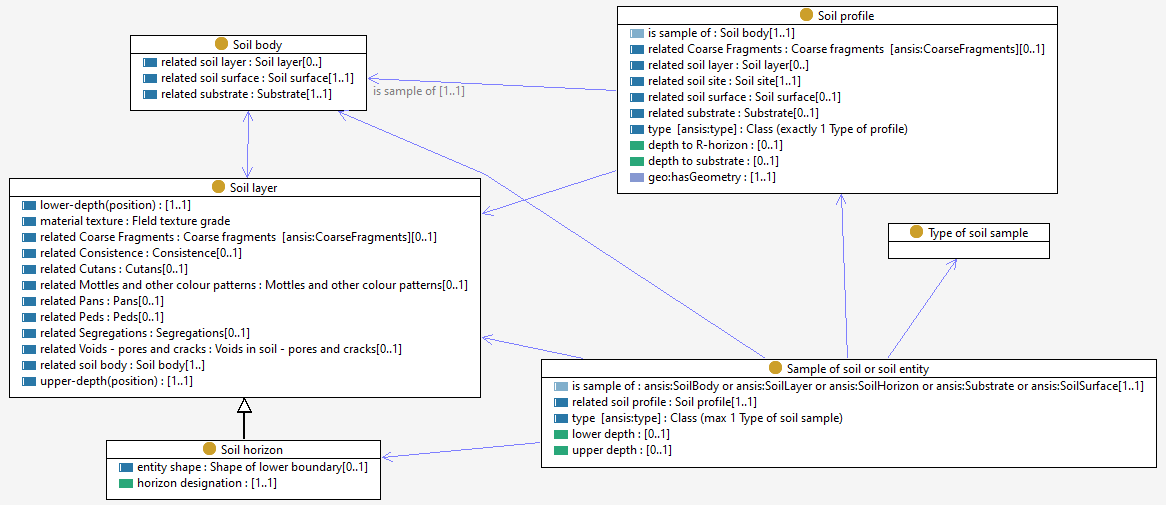 Soil body
related soil layer : Soil layer[0..]
related soil surface : Soil surface[1..1]
related substrate : Substrate[1..1]
Soil profile
is sample of : Soil body[1..1]
related Coarse Fragments : Coarse fragments [ansis:CoarseFragments][0..1]
related soil layer : Soil layer[0..]
related soil site : Soil site[1..1]
related soil surface : Soil surface[0..1]
related substrate : Substrate[0..1]
type [ansis:type] : Class (exactly 1 Type of profile)
depth to R-horizon : [0..1]
depth to substrate : [0..1]
geo:hasGeometry : [1..1]
is sample of [1..1]
Soil layer
lower-depth(position) : [1..1]
material texture : FIeld texture grade
related Coarse Fragments : Coarse fragments [ansis:CoarseFragments][0..1]
related Consistence : Consistence[0..1]
related Cutans : Cutans[0..1]
related Mottles and other colour patterns : Mottles and other colour patterns[0..1]
related Pans : Pans[0..1]
related Peds : Peds[0..1]
related Segregations : Segregations[0..1]
related Voids - pores and cracks : Voids in soil - pores and cracks[0..1]
related soil body : Soil body[1..]
upper-depth(position) : [1..1]
Type of soil sample
Sample of soil or soil entity
is sample of : ansis:SoilBody or ansis:SoilLayer or ansis:SoilHorizon or ansis:Substrate or ansis:SoilSurface[1..1]
related soil profile : Soil profile[1..1]
type [ansis:type] : Class (max 1 Type of soil sample)
lower depth : [0..1]
upper depth : [0..1]
Soil horizon
entity shape : Shape of lower boundary[0..1]
horizon designation : [1..1]